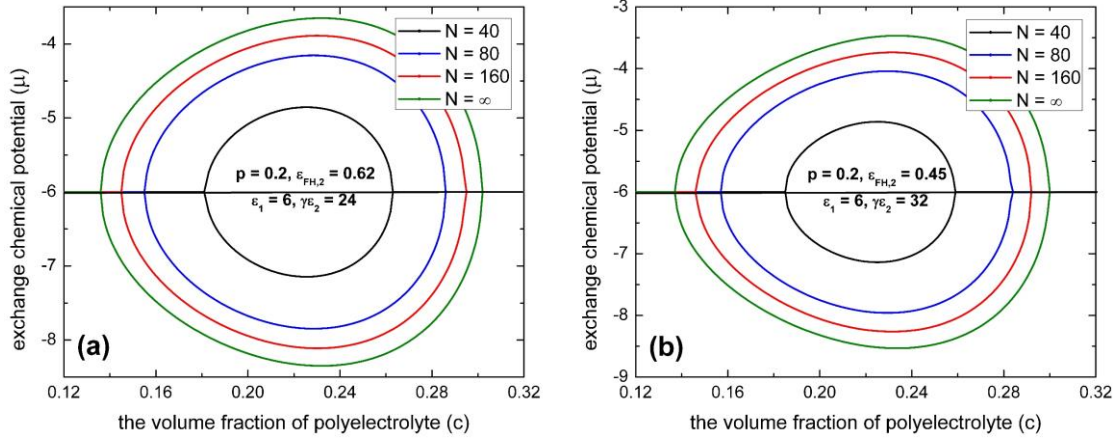 exchange chemical potential (μ)
-4
-5
-6
-7
-8
N = 40
N = 80
N = 160
N = ∞
p = 0.2, ε_FH,2 = 0.62
ε_1 = 6, γε_2 = 24
(a)
0.12 0.16 0.20 0.24 0.28 0.32
the volume fraction of polyelectrolyte (c)
exchange chemical potential (μ)
-3
-4
-5
-6
-7
-8
-9
N = 40
N = 80
N = 160
N = ∞
p = 0.2, ε_FH,2 = 0.45
ε_1 = 6, γε_2 = 32
(b)
0.12 0.16 0.20 0.24 0.28 0.32
the volume fraction of polyelectrolyte (c)